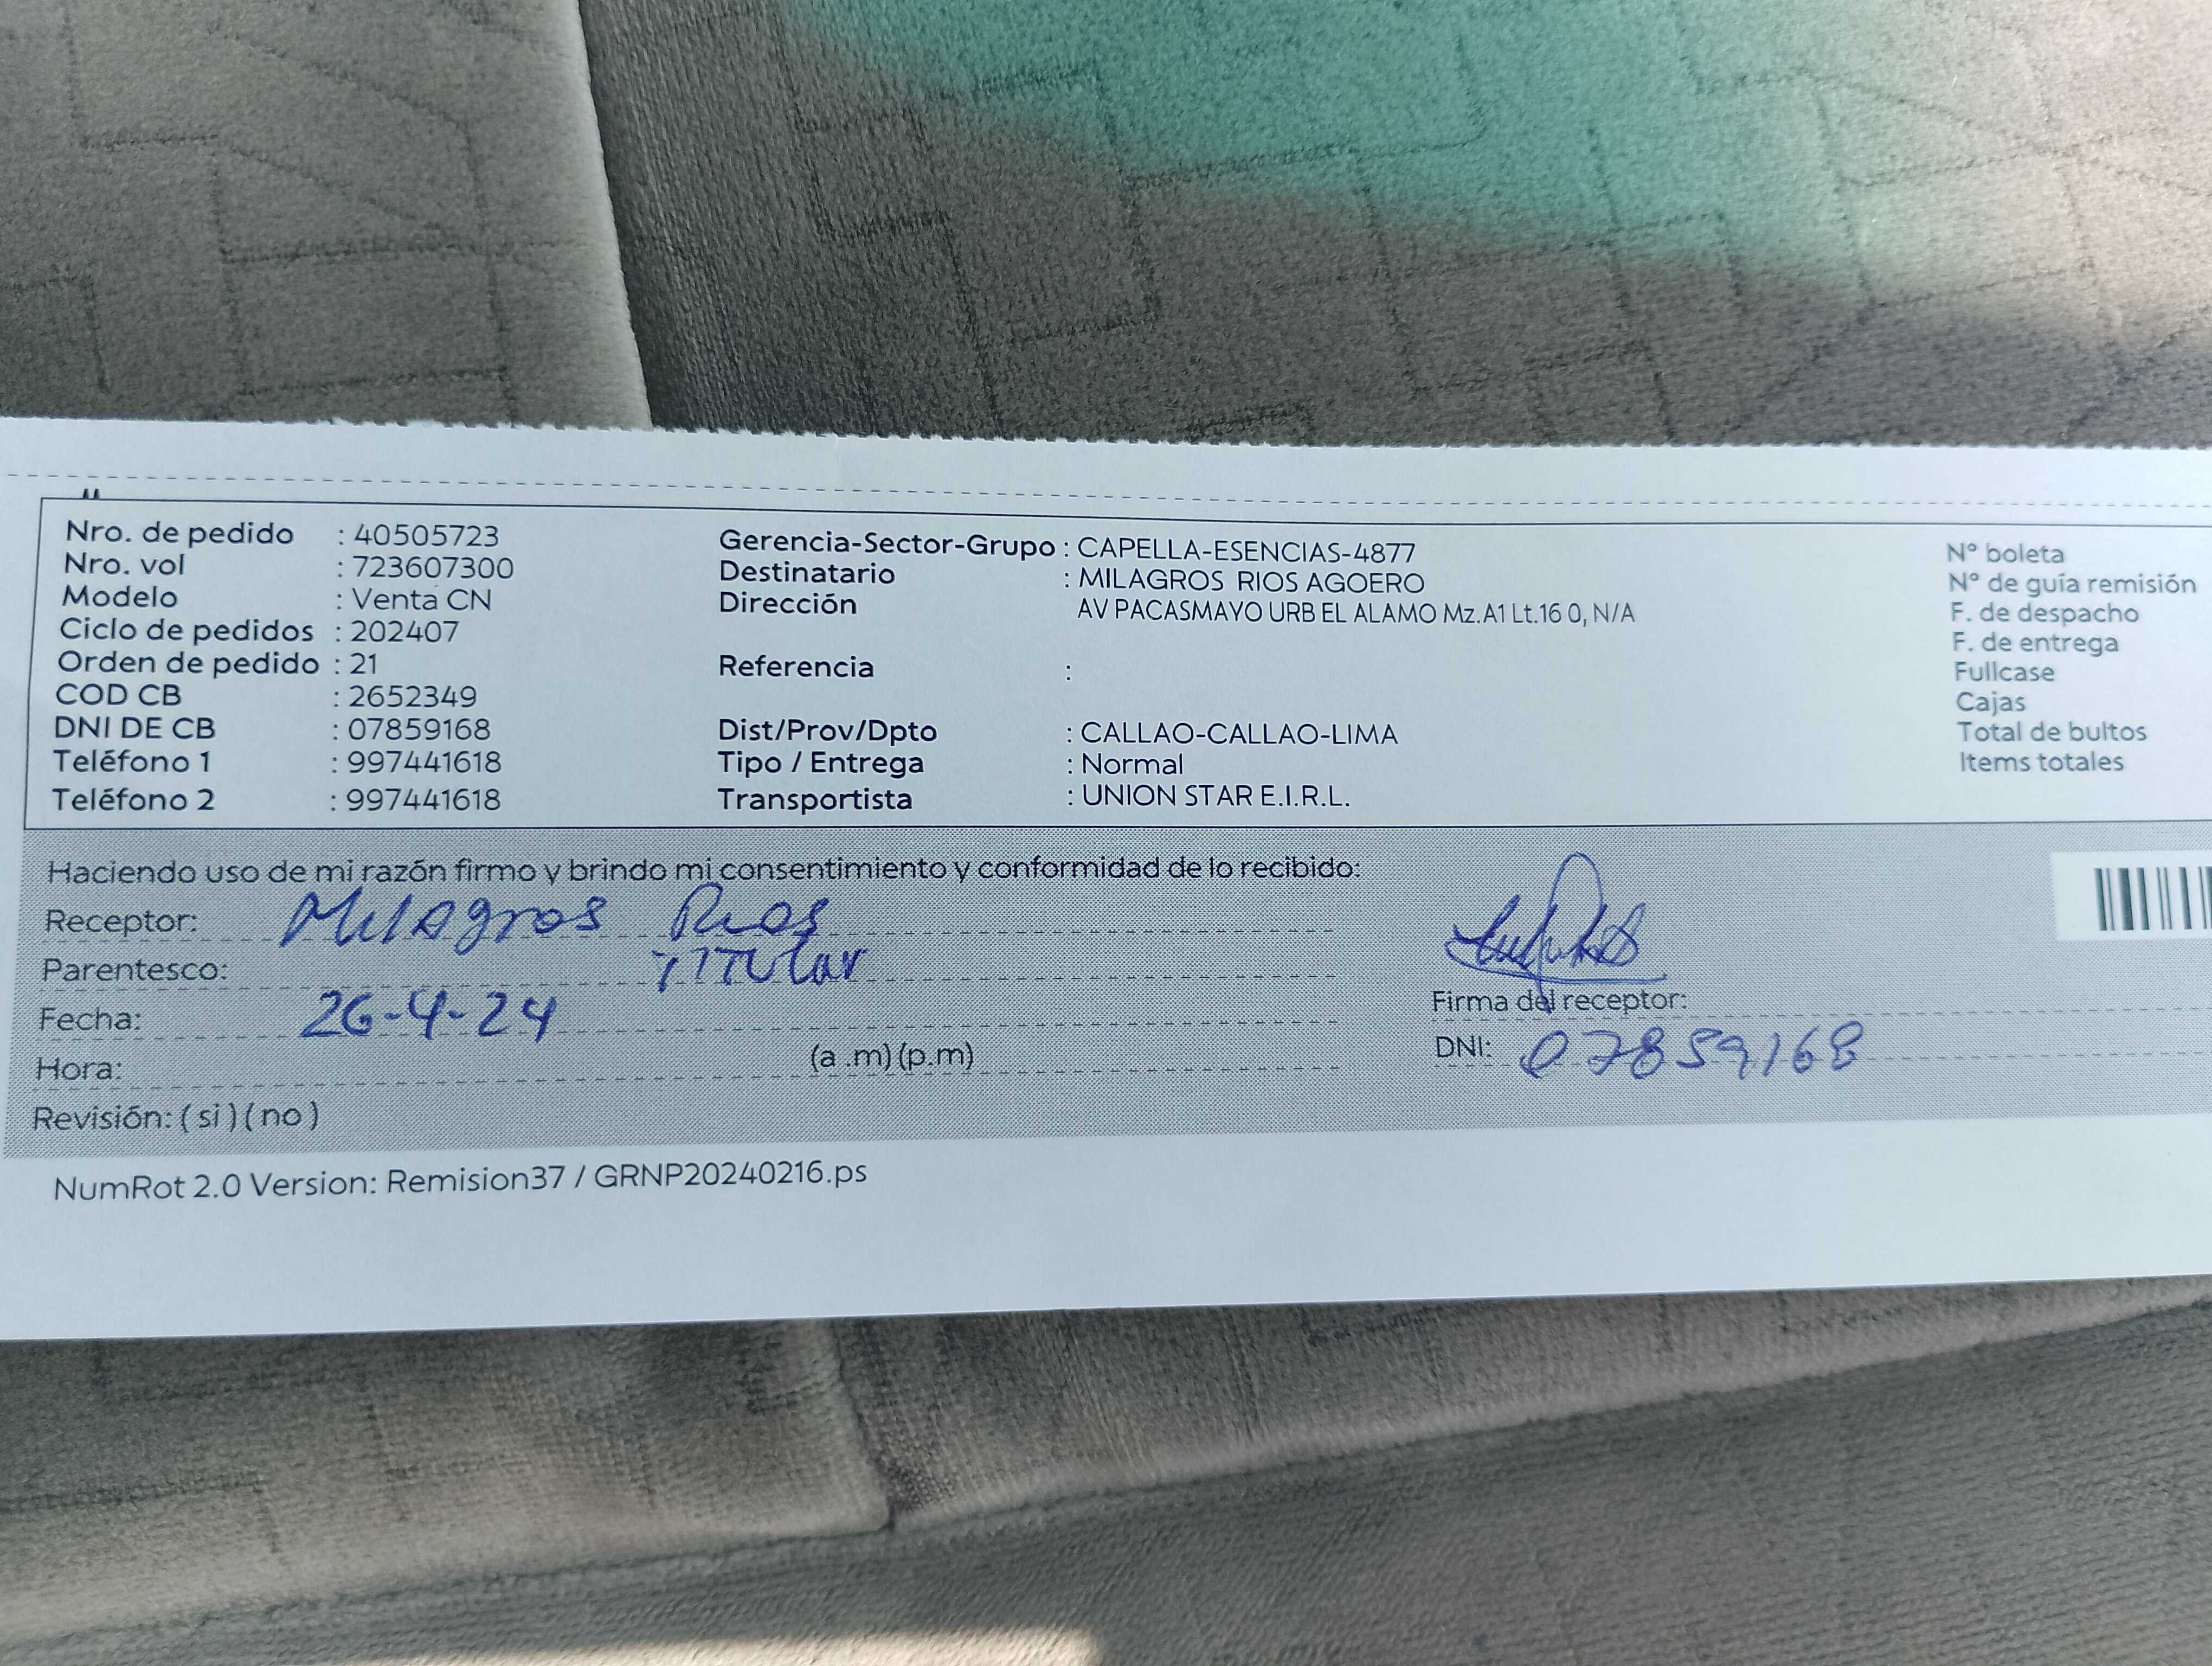 Nro. de pedido : 40505723
Nro. vol : 723607300
Modelo : Venta CN
Ciclo de pedidos : 202407
Orden de pedido : 21
COD CB : 2652349
DNI DE CB : 07859168
Teléfono 1 : 997441618
Teléfono 2 : 997441618
Gerencia-Sector-Grupo : CAPELLA-ESENCIAS-4877
Destinatario : MILAGROS RIOS AGOERO
Dirección AV PACASMAYO URB EL ALAMO Mz.A1 Lt.16 0, N/A
Referencia :
Dist/Prov/Dpto : CALLAO-CALLAO-LIMA
Tipo / Entrega : Normal
Transportista : UNION STAR E.I.R.L.
N° boleta
N° de guía remisión
F. de despacho
F. de entrega
Fullcase
Cajas
Total de bultos
Items totales
Haciendo uso de mi razón firmo y brindo mi consentimiento y conformidad de lo recibido:
Receptor: Milagros Rios
Parentesco: TITULar
Fecha: 26-4-24
Hora: (a .m) (p.m)
Revisión: ( si ) ( no )
Firma del receptor:
DNI: 07859168
NumRot 2.0 Version: Remision37 / GRNP20240216.ps